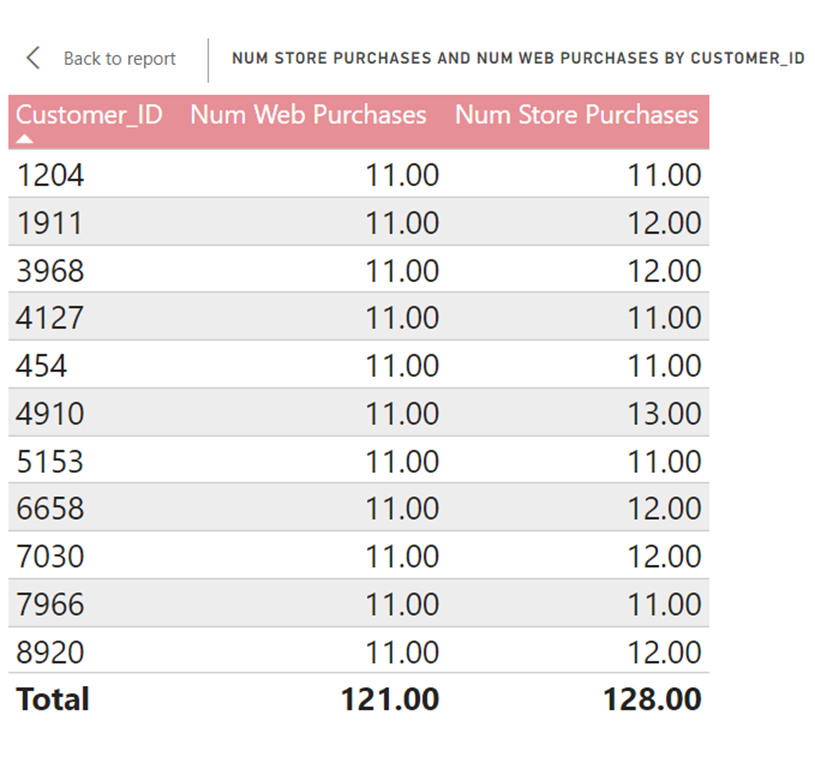 Back to report NUM STORE PURCHASES AND NUM WEB PURCHASES BY CUSTOMER_ID
Customer_ID Num Web Purchases Num Store Purchases
1204 11.00 11.00
1911 11.00 12.00
3968 11.00 12.00
4127 11.00 11.00
454 11.00 11.00
4910 11.00 13.00
5153 11.00 11.00
6658 11.00 12.00
7030 11.00 12.00
7966 11.00 11.00
8920 11.00 12.00
Total 121.00 128.00